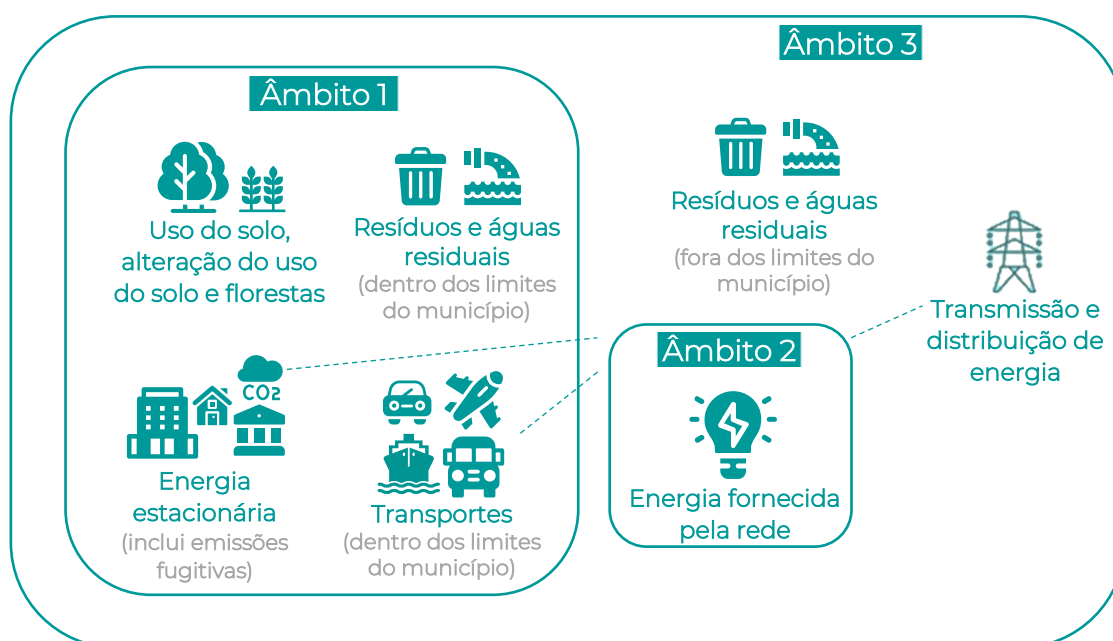 Âmbito 3
Âmbito 1
Uso do solo,
alteração do uso
do solo e florestas
Resíduos e águas
residuais
(dentro dos limites
do município)
Resíduos e águas
residuais
(fora dos limites do
município)
Transmissão e
distribuição de
energia
CO2
Energia
estacionária
(inclui emissões
fugitivas)
Transportes
(dentro dos limites
do município)
Âmbito 2
Energia fornecida
pela rede